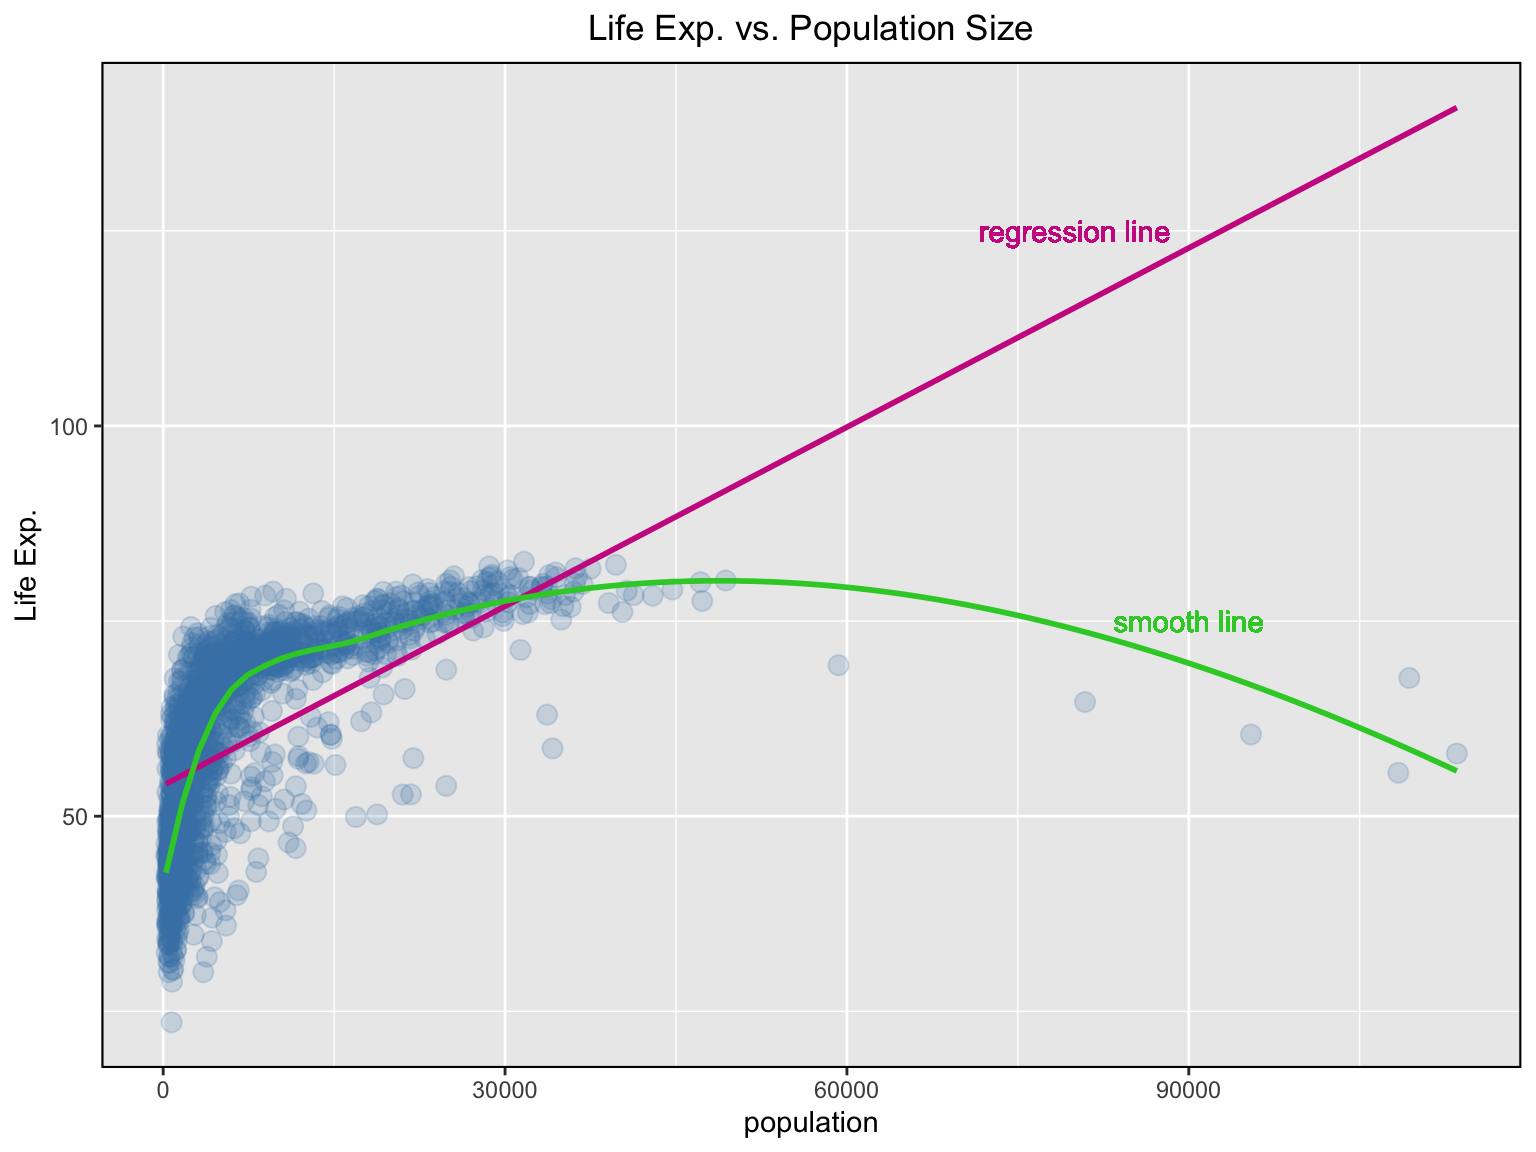 Life Exp. vs. Population Size
regression line
100
Life Exp.
smooth line
50
0 30000 60000 90000
population